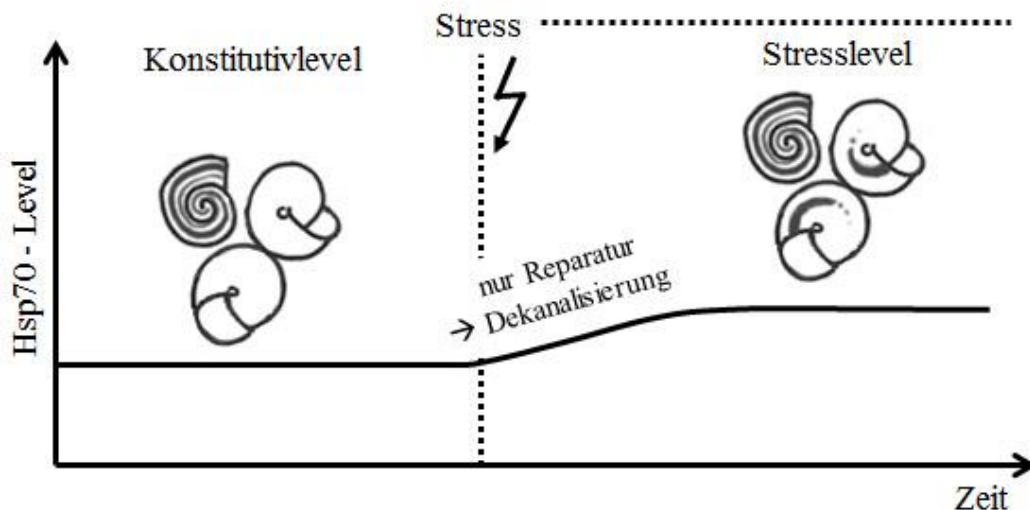 Stress
Konstitutivlevel
Stresslevel
Hsp70 - Level
nur Reparatur
→ Dekanalisierung
Zeit